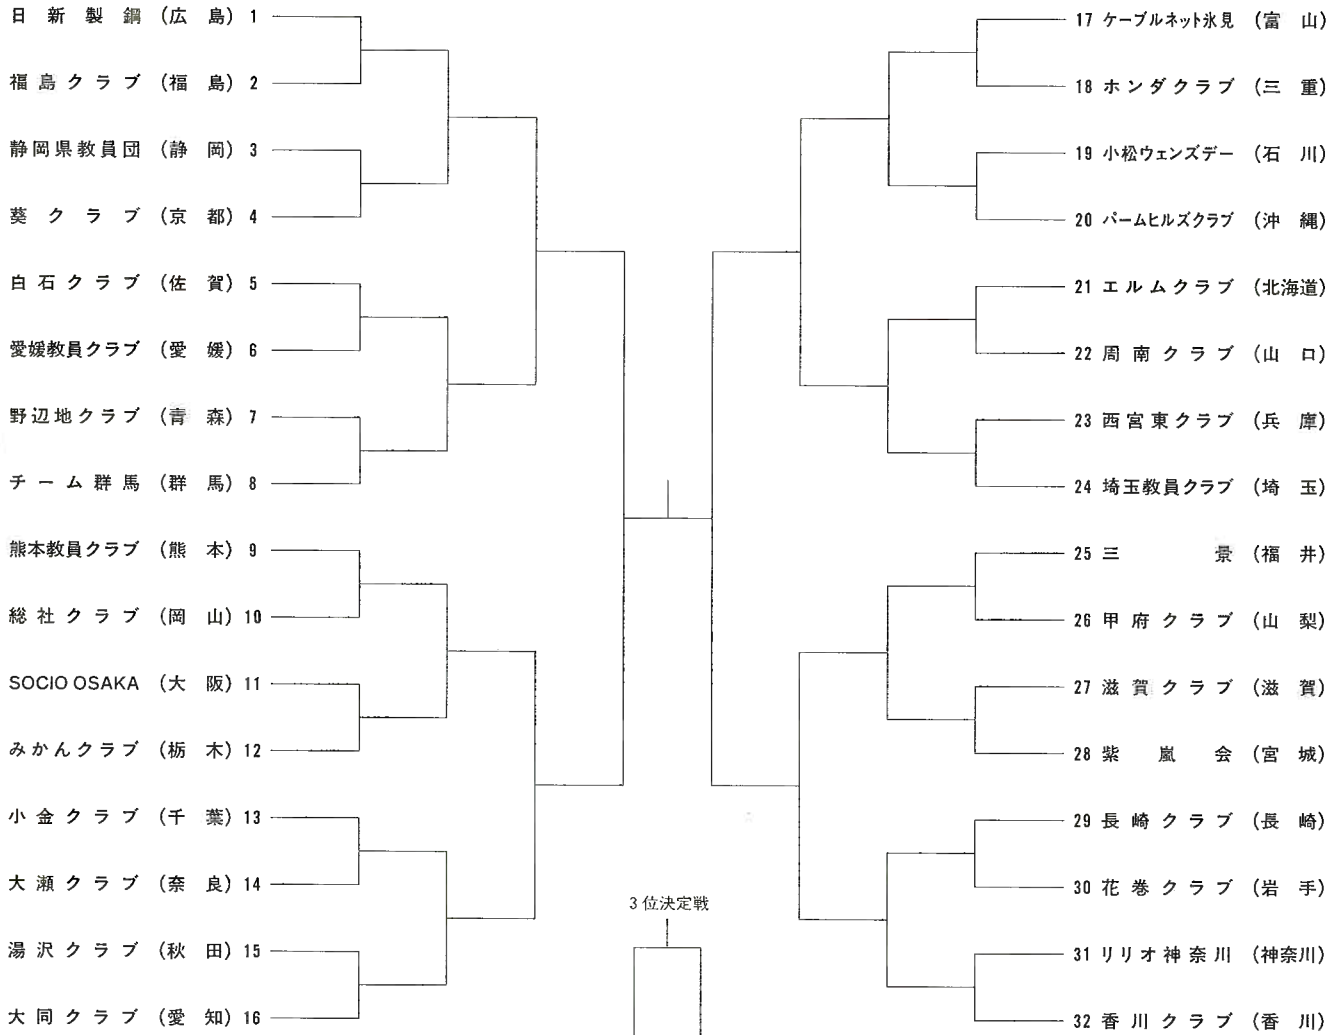 日新製鋼 (広島) 1
福島クラブ (福島) 2
静岡県教員団 (静岡) 3
葵クラブ (京都) 4
白石クラブ (佐賀) 5
愛媛教員クラブ (愛媛) 6
野辺地クラブ (青森) 7
チーム群馬 (群馬) 8
熊本教員クラブ (熊本) 9
総社クラブ (岡山) 10
SOCIO OSAKA (大阪) 11
みかんクラブ (栃木) 12
小金クラブ (千葉) 13
大瀬クラブ (奈良) 14
湯沢クラブ (秋田) 15
大同クラブ (愛知) 16
3位決定戦
17 ケーブルネット氷見 (富山)
18 ホンダクラブ (三重)
19 小松ウェンズデー (石川)
20 パームヒルズクラブ (沖縄)
21 エルムクラブ (北海道)
22 周南クラブ (山口)
23 西宮東クラブ (兵庫)
24 埼玉教員クラブ (埼玉)
25 三景 (福井)
26 甲府クラブ (山梨)
27 滋賀クラブ (滋賀)
28 紫嵐会 (宮城)
29 長崎クラブ (長崎)
30 花巻クラブ (岩手)
31 リリオ神奈川 (神奈川)
32 香川クラブ (香川)